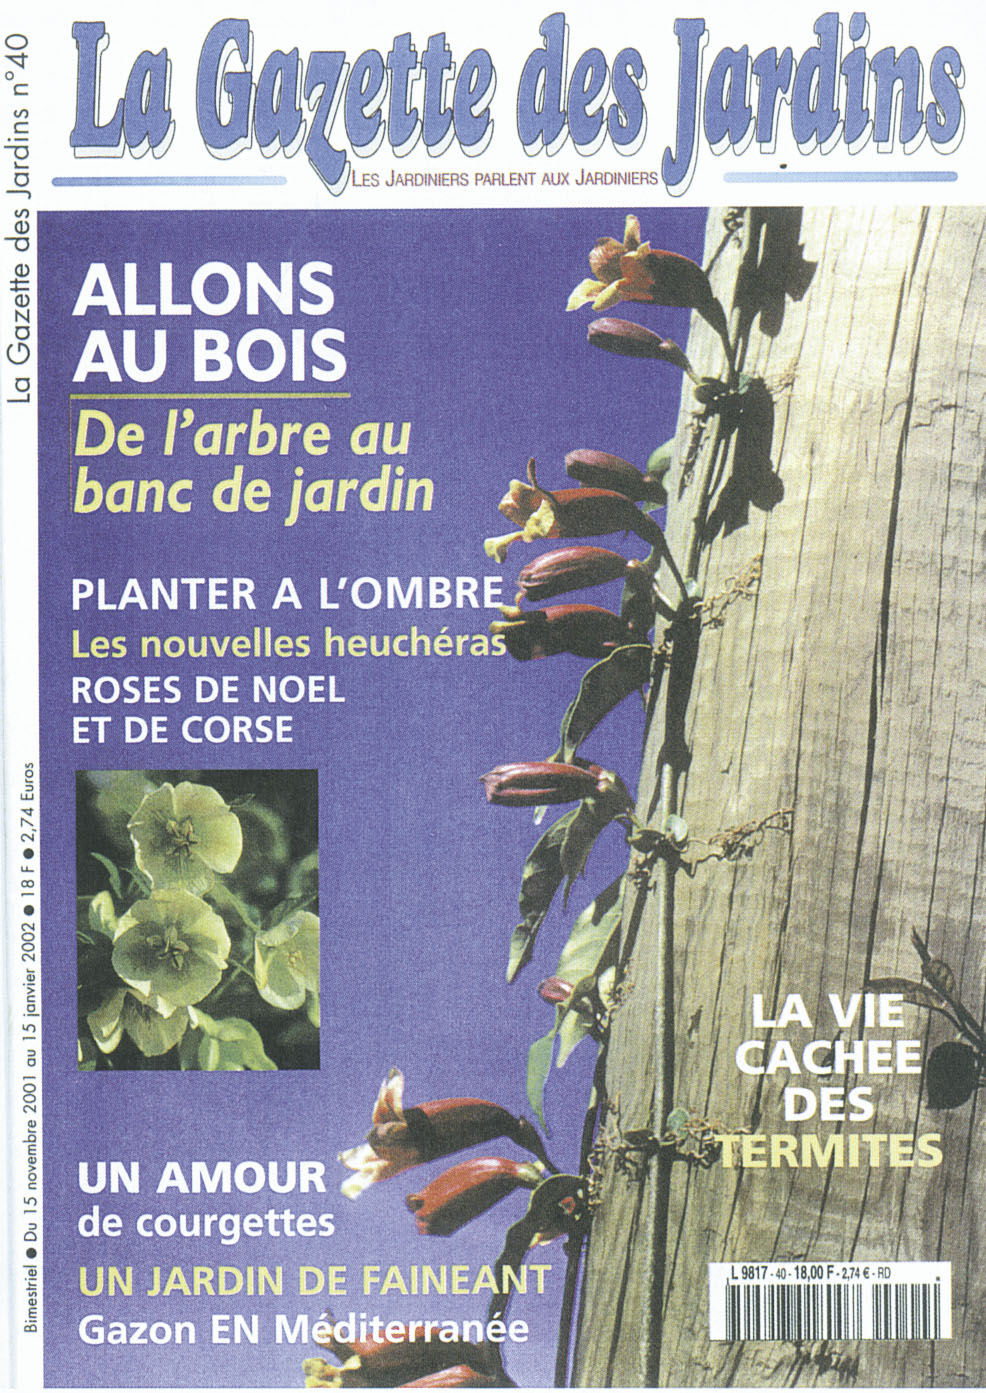 La Gazette des Jardins n°40
La Gazette des Jardins
LES JARDINIERS PARLENT AUX JARDINIERS
ALLONS
AU BOIS
De l'arbre au
banc de jardin
PLANTER A L'OMBRE
Les nouvelles heuchéras
ROSES DE NOEL
ET DE CORSE
Bimestriel ● Du 15 novembre 2001 au 15 janvier 2002 ● 18 F ● 2,74 Euros
LA VIE
CACHEE
DES
TERMITES
UN AMOUR
de courgettes
UN JARDIN DE FAINEANT
Gazon EN Méditerranée
L 9817 - 40 - 18,00 F - 2,74 € - RD